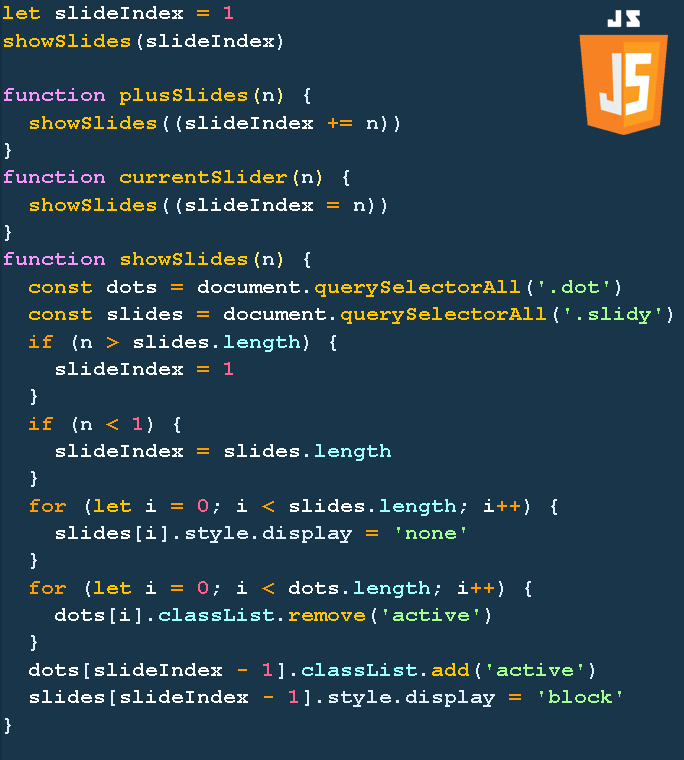 JS
JS
let slideIndex = 1
showSlides(slideIndex)

function plusSlides(n) {
  showSlides((slideIndex += n))
}
function currentSlider(n) {
  showSlides((slideIndex = n))
}
function showSlides(n) {
  const dots = document.querySelectorAll('.dot')
  const slides = document.querySelectorAll('.slidy')
  if (n > slides.length) {
    slideIndex = 1
  }
  if (n < 1) {
    slideIndex = slides.length
  }
  for (let i = 0; i < slides.length; i++) {
    slides[i].style.display = 'none'
  }
  for (let i = 0; i < dots.length; i++) {
    dots[i].classList.remove('active')
  }
  dots[slideIndex - 1].classList.add('active')
  slides[slideIndex - 1].style.display = 'block'
}